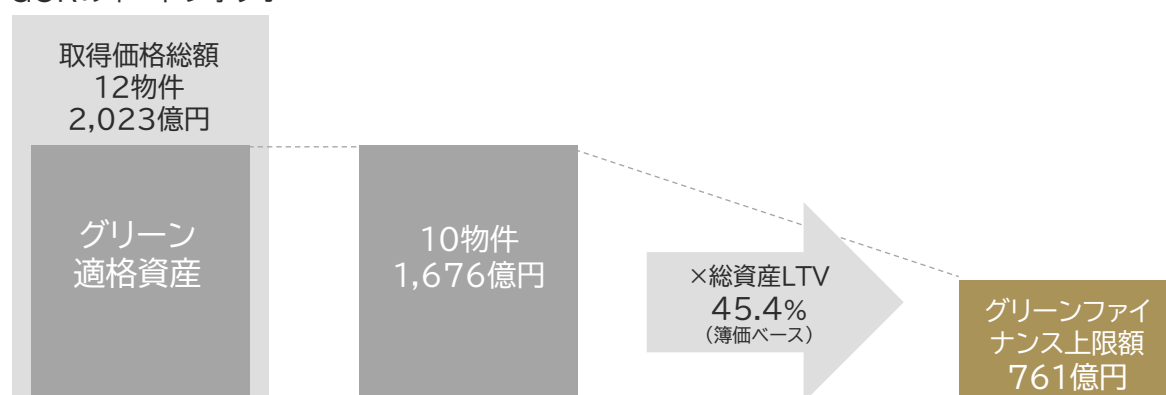 取得価格総額
12物件
2,023億円
グリーン
適格資産
10物件
1,676億円
×総資産LTV
45.4%
(簿価ベース)
グリーンファイ
ナンス上限額
761億円